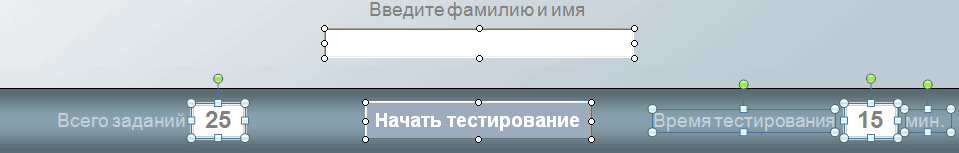 Введите фамилию и имя
Всего заданий 25 Начать тестирование Время тестирования 15 мин.